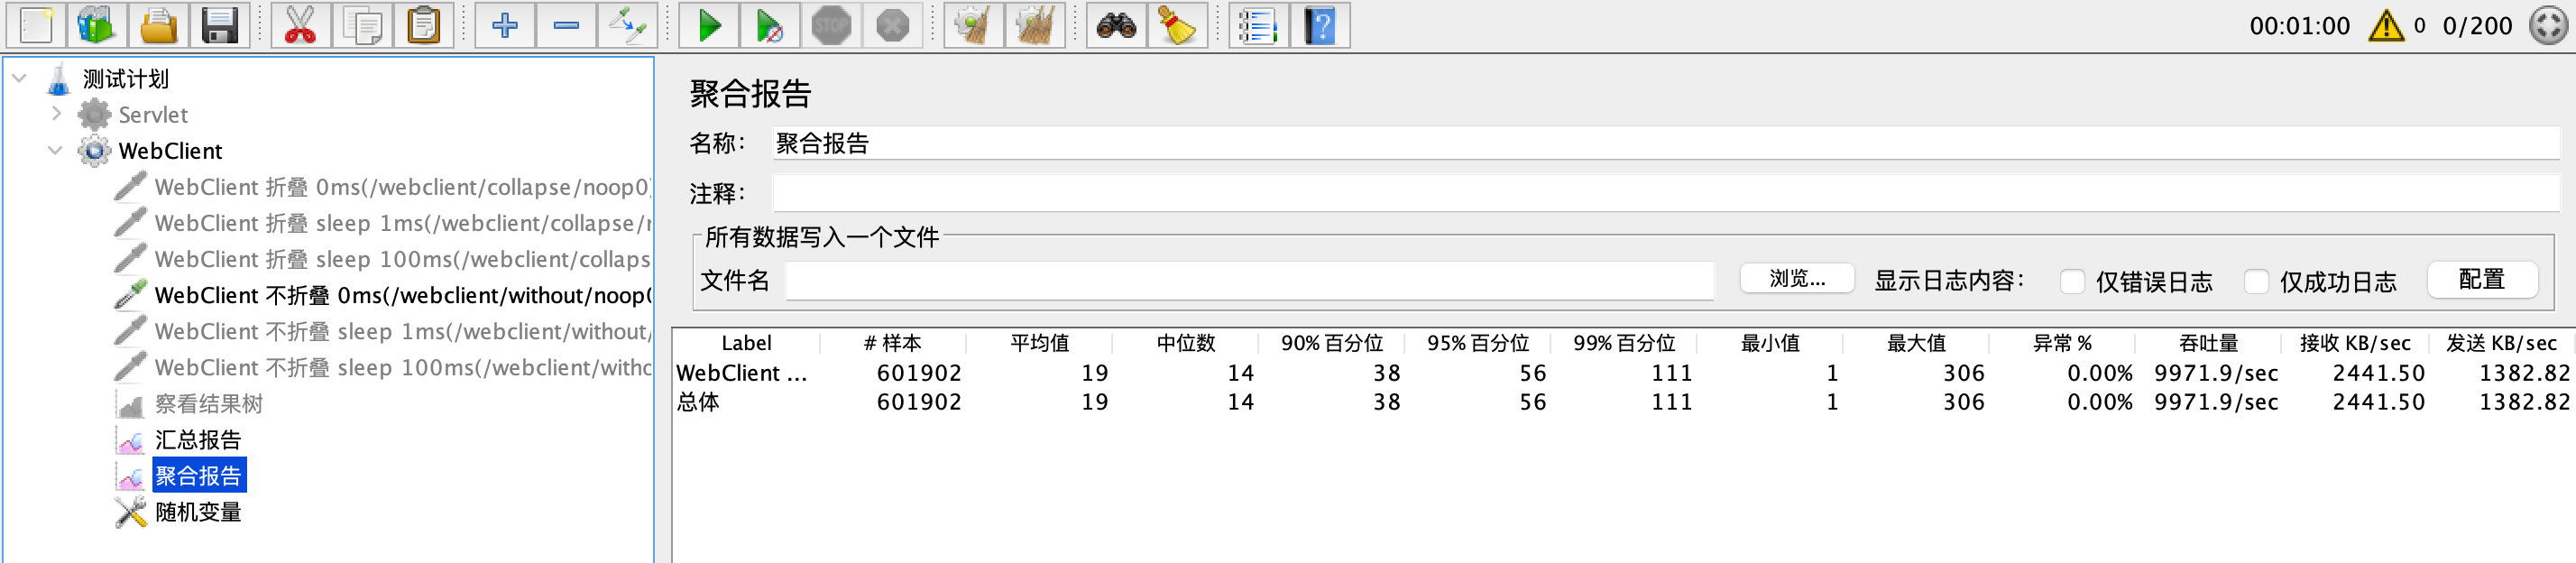 STOP
00:01:00 0 0/200
测试计划
Servlet
WebClient
WebClient 折叠 0ms(/webclient/collapse/noop0)
WebClient 折叠 sleep 1ms(/webclient/collapse/
WebClient 折叠 sleep 100ms(/webclient/collaps
WebClient 不折叠 0ms(/webclient/without/noop
WebClient 不折叠 sleep 1ms(/webclient/without/
WebClient 不折叠 sleep 100ms(/webclient/witho
察看结果树
汇总报告
聚合报告
随机变量
聚合报告
名称： 聚合报告
注释：
所有数据写入一个文件
文件名 浏览... 显示日志内容： 仅错误日志 仅成功日志 配置
Label # 样本 平均值 中位数 90% 百分位 95% 百分位 99% 百分位 最小值 最大值 异常 % 吞吐量 接收 KB/sec 发送 KB/sec
WebClient ... 601902 19 14 38 56 111 1 306 0.00% 9971.9/sec 2441.50 1382.82
总体 601902 19 14 38 56 111 1 306 0.00% 9971.9/sec 2441.50 1382.82